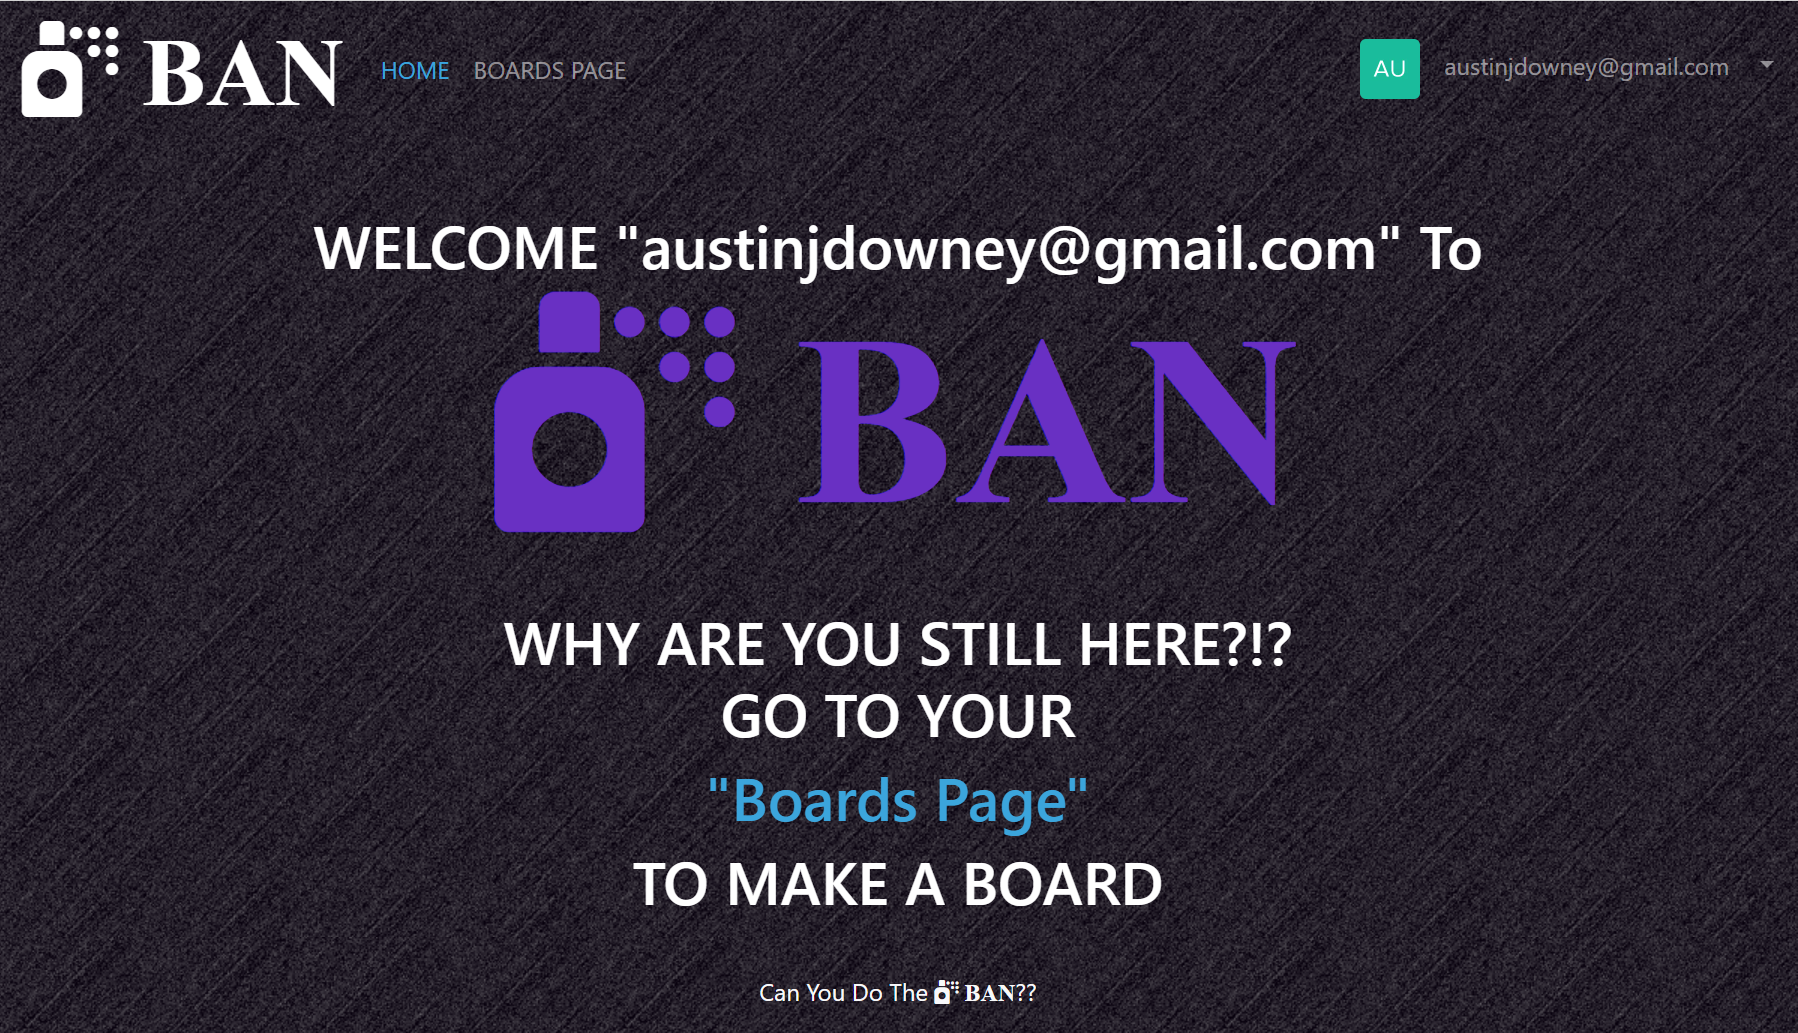 BAN HOME BOARDS PAGE AU austinjdowney@gmail.com
WELCOME "austinjdowney@gmail.com" To
BAN
WHY ARE YOU STILL HERE?!?
GO TO YOUR
"Boards Page"
TO MAKE A BOARD
Can You Do The BAN??